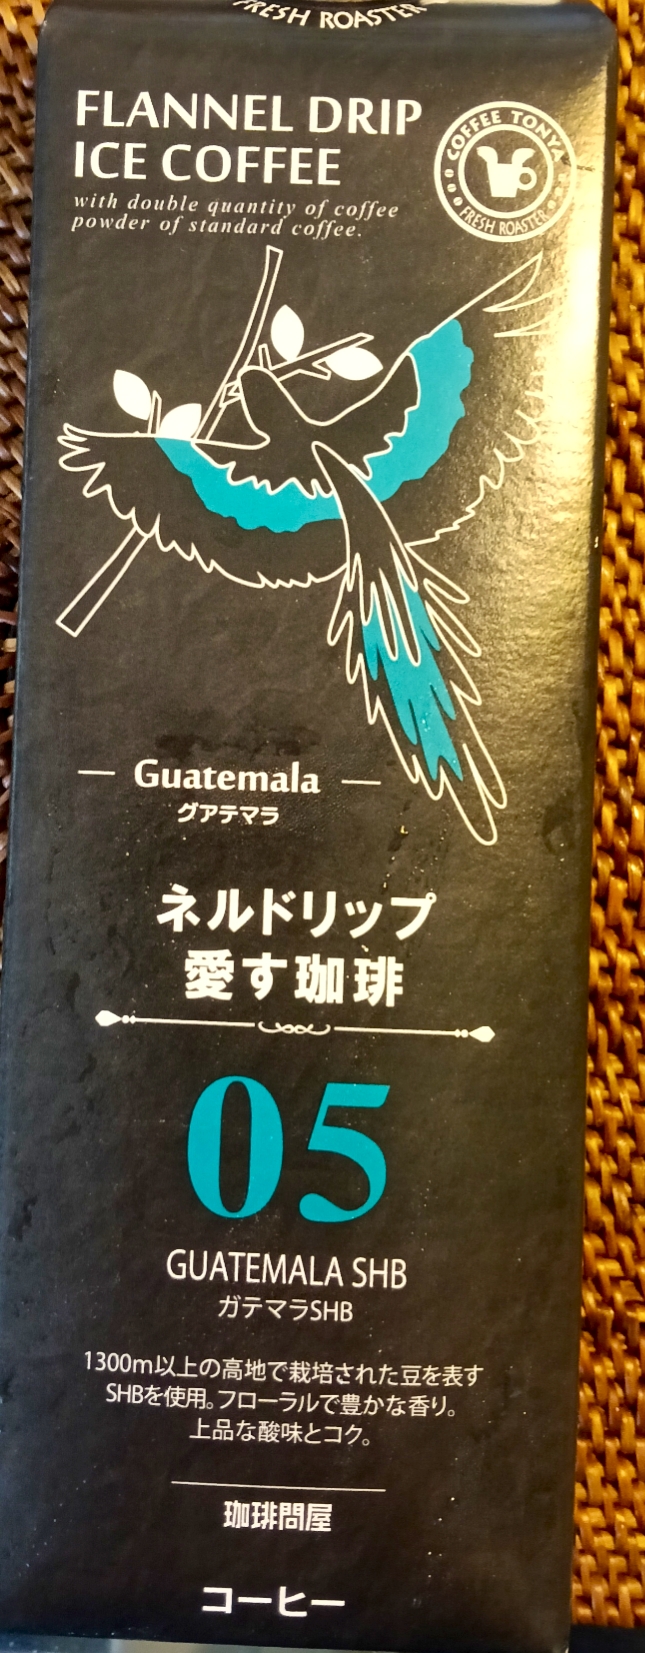 FRESH ROASTER
FLANNEL DRIP
ICE COFFEE
with double quantity of coffee
powder of standard coffee.
COFFEE TONYA
FRESH ROASTER
Guatemala
グアテマラ
ネルドリップ
愛す珈琲
05
GUATEMALA SHB
ガテマラSHB
1300m以上の高地で栽培された豆を表す
SHBを使用。フローラルで豊かな香り。
上品な酸味とコク。
珈琲問屋
コーヒー